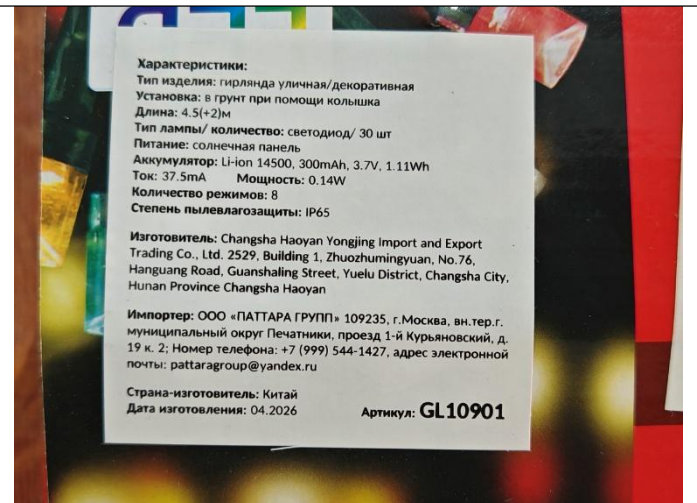 Характеристики:
Тип изделия: гирлянда уличная/декоративная
Установка: в грунт при помощи колышка
Длина: 4.5(+2)м
Тип лампы/ количество: светодиод/ 30 шт
Питание: солнечная панель
Аккумулятор: Li-ion 14500, 300mAh, 3.7V, 1.11Wh
Ток: 37.5mA Мощность: 0.14W
Количество режимов: 8
Степень пылевлагозащиты: IP65
Изготовитель: Changsha Haoyan Yongjing Import and Export
Trading Co., Ltd. 2529, Building 1, Zhuozhumingyuan, No.76,
Hanguang Road, Guanshaling Street, Yuelu District, Changsha City,
Hunan Province Changsha Haoyan
Импортер: ООО «ПАТТАРА ГРУПП» 109235, г.Москва, вн.тер.г.
муниципальный округ Печатники, проезд 1-й Курьяновский, д.
19 к. 2; Номер телефона: +7 (999) 544-1427, адрес электронной
почты: pattaragroup@yandex.ru
Страна-изготовитель: Китай
Дата изготовления: 04.2026 Артикул: GL10901